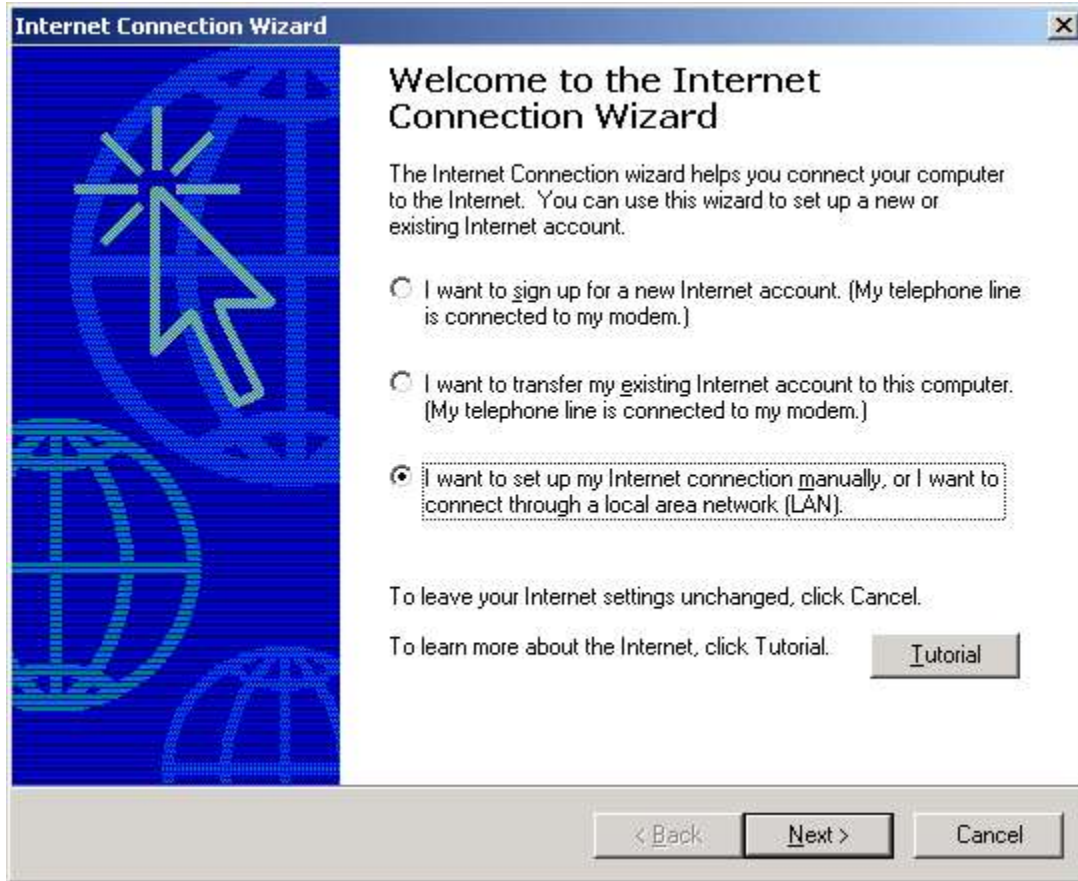 Internet Connection Wizard
Welcome to the Internet
Connection Wizard
The Internet Connection wizard helps you connect your computer
to the Internet.  You can use this wizard to set up a new or
existing Internet account.
I want to sign up for a new Internet account. (My telephone line
is connected to my modem.)
I want to transfer my existing Internet account to this computer.
(My telephone line is connected to my modem.)
I want to set up my Internet connection manually, or I want to
connect through a local area network (LAN).
To leave your Internet settings unchanged, click Cancel.
To learn more about the Internet, click Tutorial.
Tutorial
< Back
Next >
Cancel